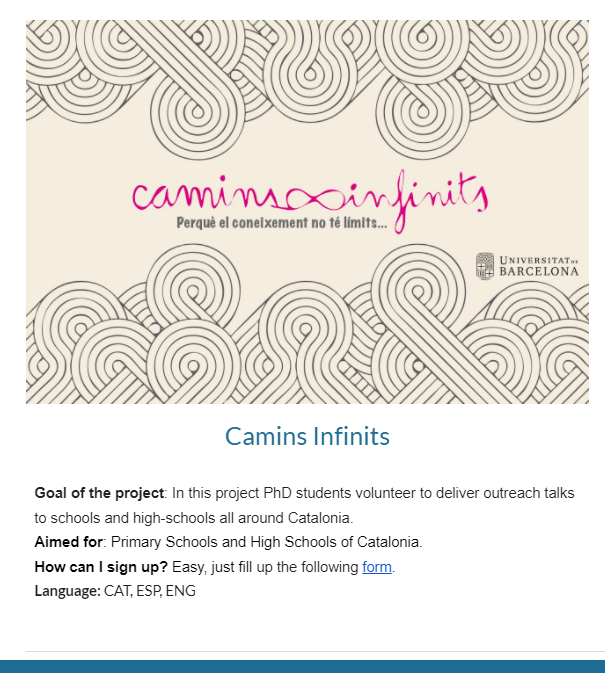 camins infinits
Perquè el coneixement no té límits...
UNIVERSITAT DE
BARCELONA
Camins Infinits
Goal of the project: In this project PhD students volunteer to deliver outreach talks
to schools and high-schools all around Catalonia.
Aimed for: Primary Schools and High Schools of Catalonia.
How can I sign up? Easy, just fill up the following form.
Language: CAT, ESP, ENG